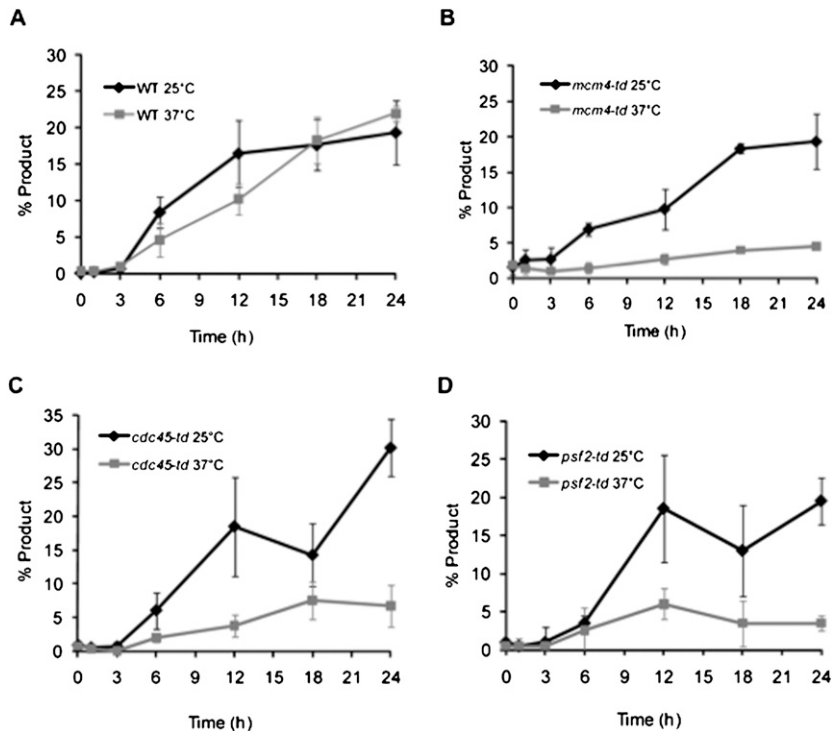 A
30
25
20
15
10
5
0
% Product
WT 25°C
WT 37°C
0 3 6 9 12 15 18 21 24
Time (h)
B
30
25
20
15
10
5
0
% Product
mcm4-td 25°C
mcm4-td 37°C
0 3 6 9 12 15 18 21 24
Time (h)
C
35
30
25
20
15
10
5
0
% Product
cdc45-td 25°C
cdc45-td 37°C
0 3 6 9 12 15 18 21 24
Time (h)
D
30
25
20
15
10
5
0
% Product
psf2-td 25°C
psf2-td 37°C
0 3 6 9 12 15 18 21 24
Time (h)